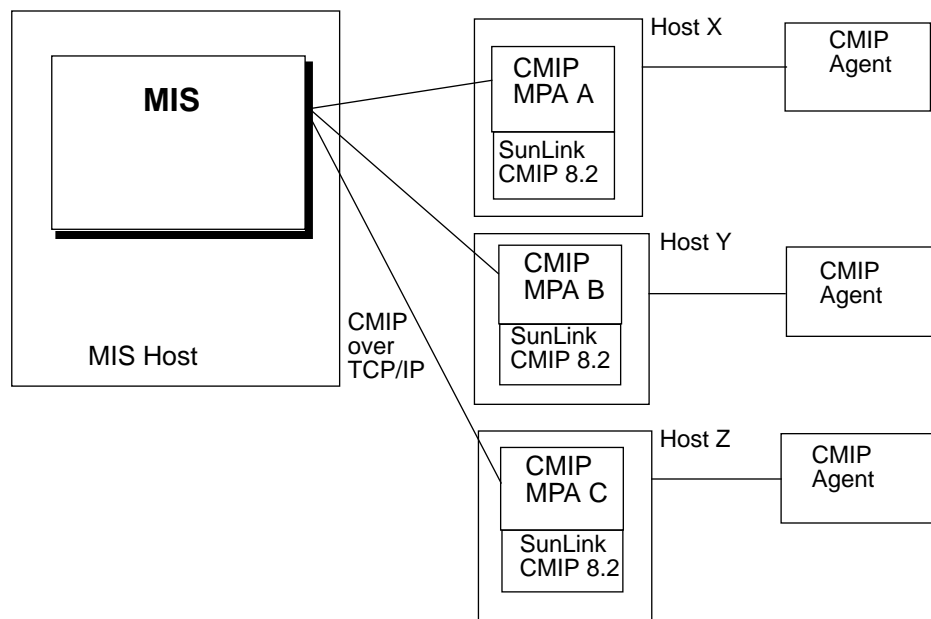 MIS
MIS Host
CMIP
over
TCP/IP
Host X
CMIP
MPA A
SunLink
CMIP 8.2
CMIP
Agent
Host Y
CMIP
MPA B
SunLink
CMIP 8.2
CMIP
Agent
Host Z
CMIP
MPA C
SunLink
CMIP 8.2
CMIP
Agent